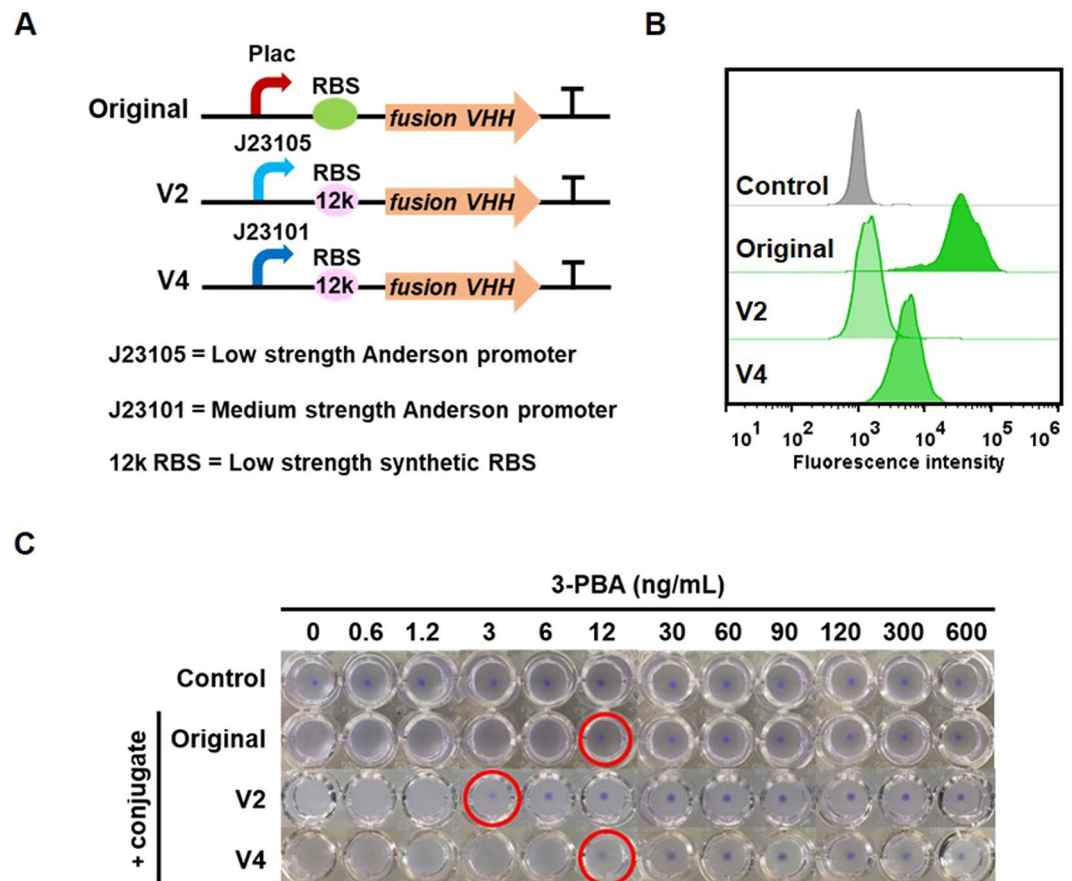 A
Plac
RBS
Original
fusion VHH
J23105
RBS
V2
12k
fusion VHH
J23101
RBS
V4
12k
fusion VHH
J23105 = Low strength Anderson promoter
J23101 = Medium strength Anderson promoter
12k RBS = Low strength synthetic RBS
B
Control
Original
V2
V4
10¹ 10² 10³ 10⁴ 10⁵ 10⁶
Fluorescence intensity
C
3-PBA (ng/mL)
0 0.6 1.2 3 6 12 30 60 90 120 300 600
Control
+ conjugate
Original
V2
V4